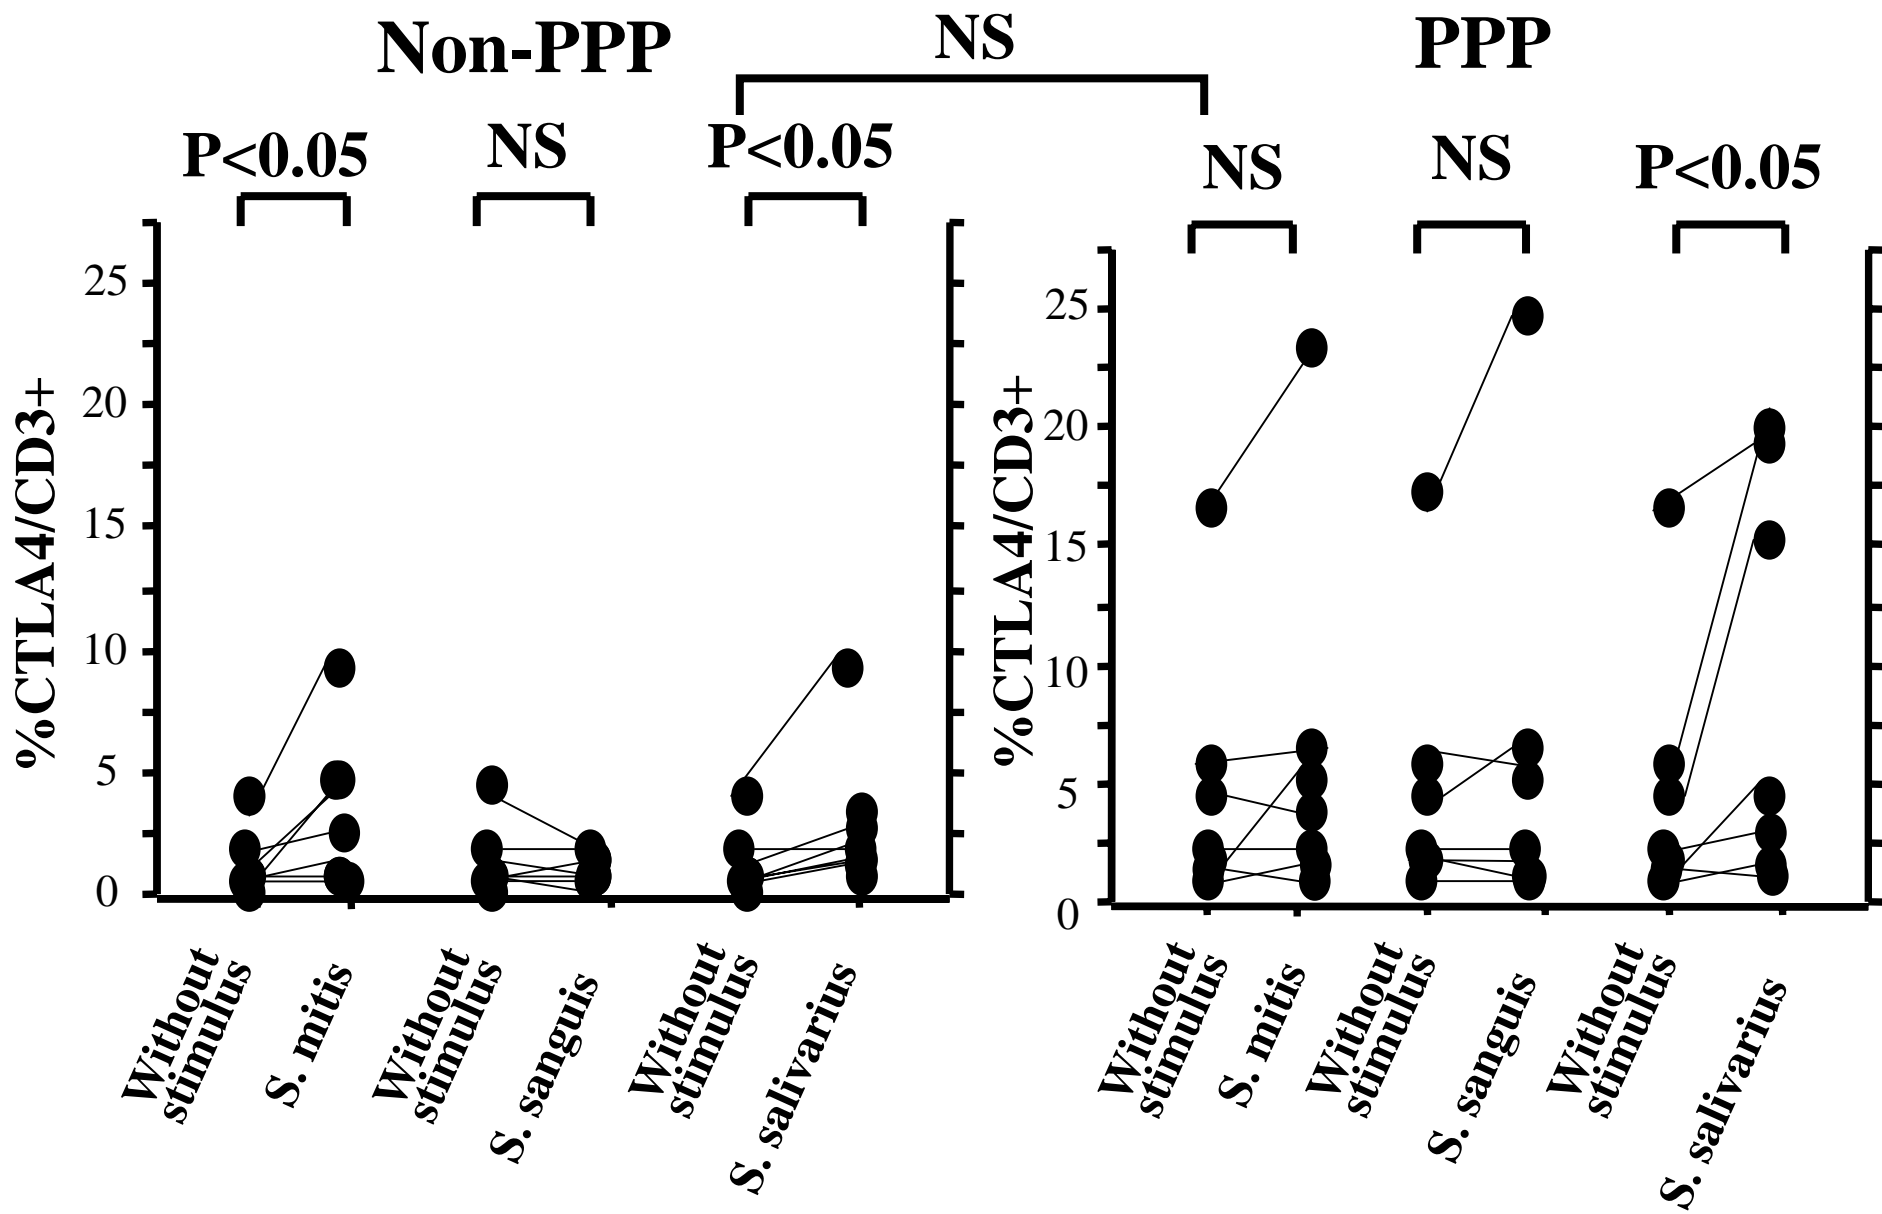 Non-PPP
NS
PPP
P<0.05
NS
P<0.05
NS
NS
P<0.05
%CTLA4/CD3+
25
20
15
10
5
0
%CTLA4/CD3+
25
20
15
10
5
0
Without
stimulus
S. mitis
Without
stimulus
S. sanguis
Without
stimulus
S. salivarius
Without
stimulus
S. mitis
Without
stimulus
S. sanguis
Without
stimulus
S. salivarius